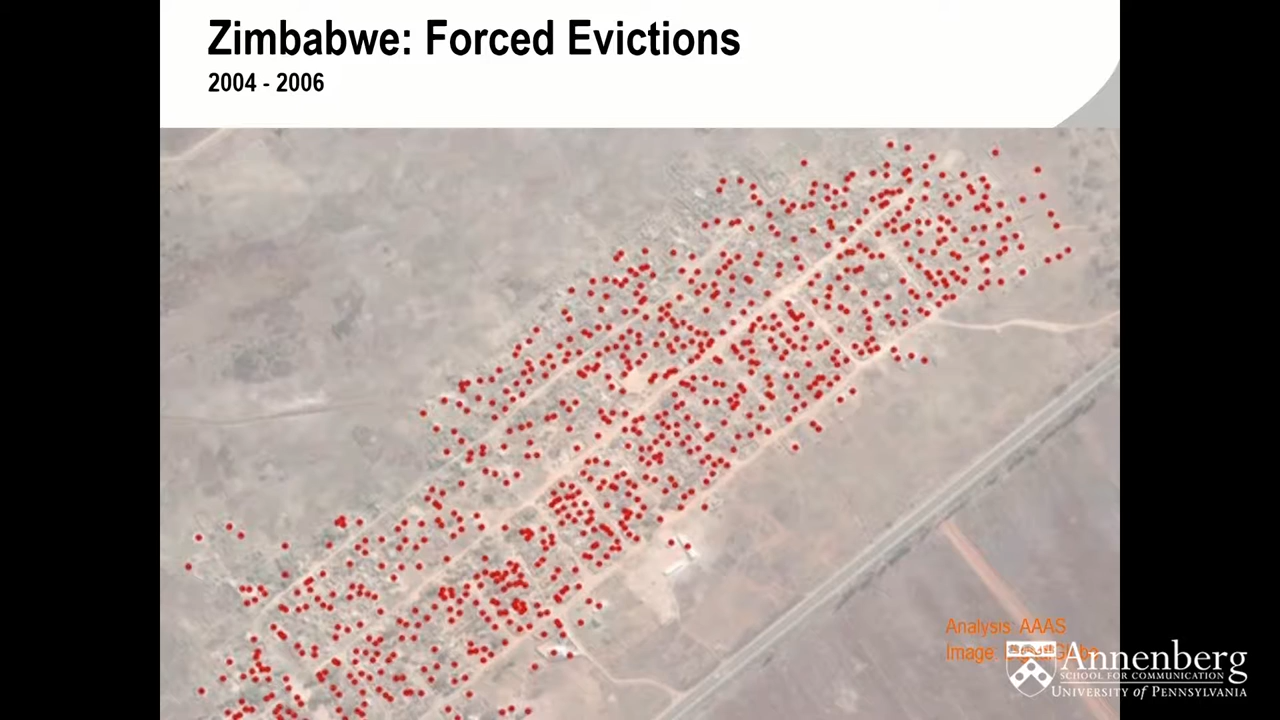 Zimbabwe: Forced Evictions
2004 - 2006
Analysis: AAAS
Image:
Annenberg
SCHOOL FOR COMMUNICATION
UNIVERSITY of PENNSYLVANIA